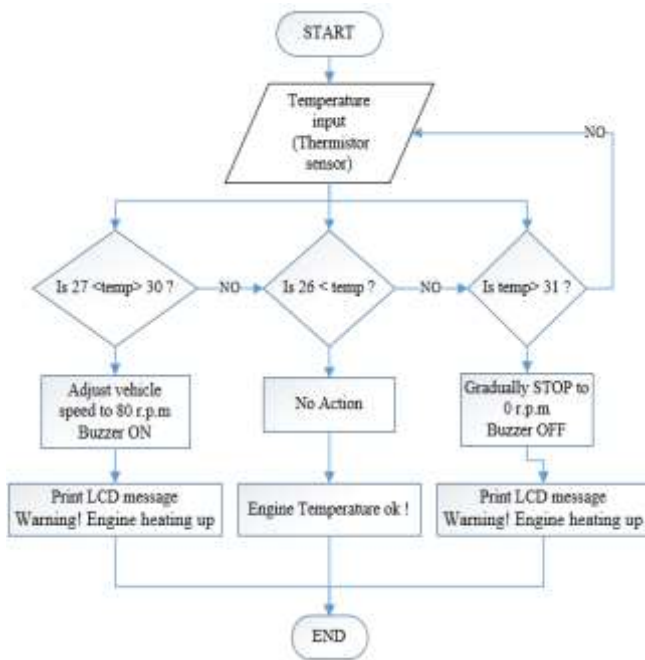 START
Temperature
input
(Thermistor
sensor)
NO
Is 27 <temp> 30 ?
NO
Is 26 < temp ?
NO
Is temp> 31 ?
Adjust vehicle
speed to 80 r.p.m
Buzzer ON
No Action
Gradually STOP to
0 r.p.m
Buzzer OFF
Print LCD message
Warning! Engine heating up
Engine Temperature ok !
Print LCD message
Warning! Engine heating up
END